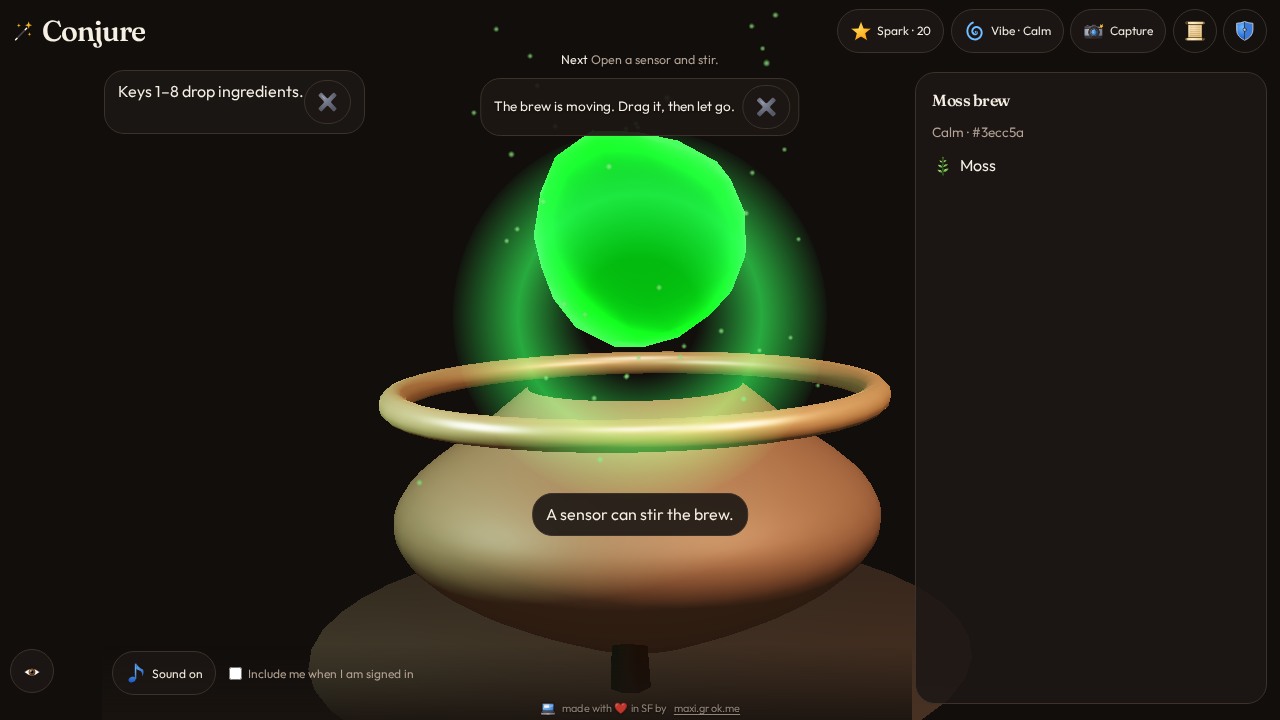 Conjure
Spark · 20
Vibe · Calm
Capture
Next Open a sensor and stir.
Keys 1–8 drop ingredients.
The brew is moving. Drag it, then let go.
Moss brew
Calm · #3ecc5a
Moss
A sensor can stir the brew.
Sound on
Include me when I am signed in
made with ❤️ in SF by maxi.grok.me